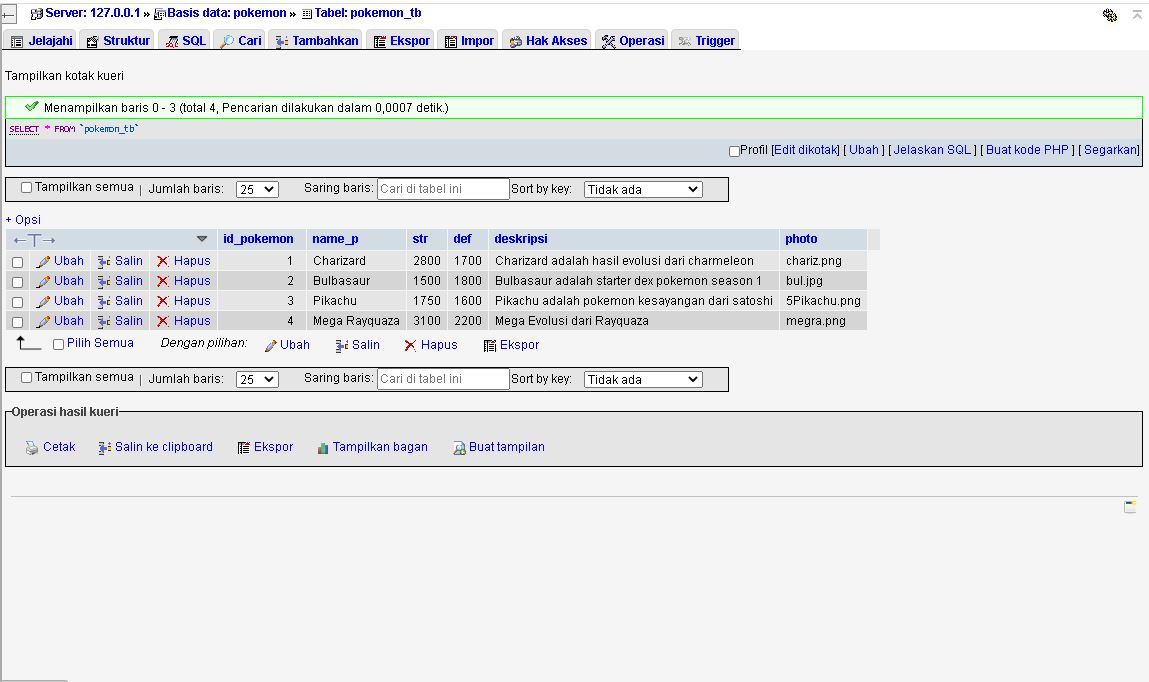 Server: 127.0.0.1 » Basis data: pokemon » Tabel: pokemon_tb
Jelajahi Struktur SQL Cari Tambahkan Ekspor Impor Hak Akses Operasi Trigger
Tampilkan kotak kueri
Menampilkan baris 0 - 3 (total 4, Pencarian dilakukan dalam 0,0007 detik.)
SELECT * FROM `pokemon_tb`
Profil [Edit dikotak] [ Ubah ] [ Jelaskan SQL ] [ Buat kode PHP ] [ Segarkan]
Tampilkan semua | Jumlah baris: 25 Saring baris: Cari di tabel ini Sort by key: Tidak ada
+ Opsi
←T→ id_pokemon name_p str def deskripsi photo
Ubah Salin Hapus 1 Charizard 2800 1700 Charizard adalah hasil evolusi dari charmeleon chariz.png
Ubah Salin Hapus 2 Bulbasaur 1500 1800 Bulbasaur adalah starter dex pokemon season 1 bul.jpg
Ubah Salin Hapus 3 Pikachu 1750 1600 Pikachu adalah pokemon kesayangan dari satoshi 5Pikachu.png
Ubah Salin Hapus 4 Mega Rayquaza 3100 2200 Mega Evolusi dari Rayquaza megra.png
Pilih Semua Dengan pilihan: Ubah Salin Hapus Ekspor
Tampilkan semua | Jumlah baris: 25 Saring baris: Cari di tabel ini Sort by key: Tidak ada
Operasi hasil kueri
Cetak Salin ke clipboard Ekspor Tampilkan bagan Buat tampilan